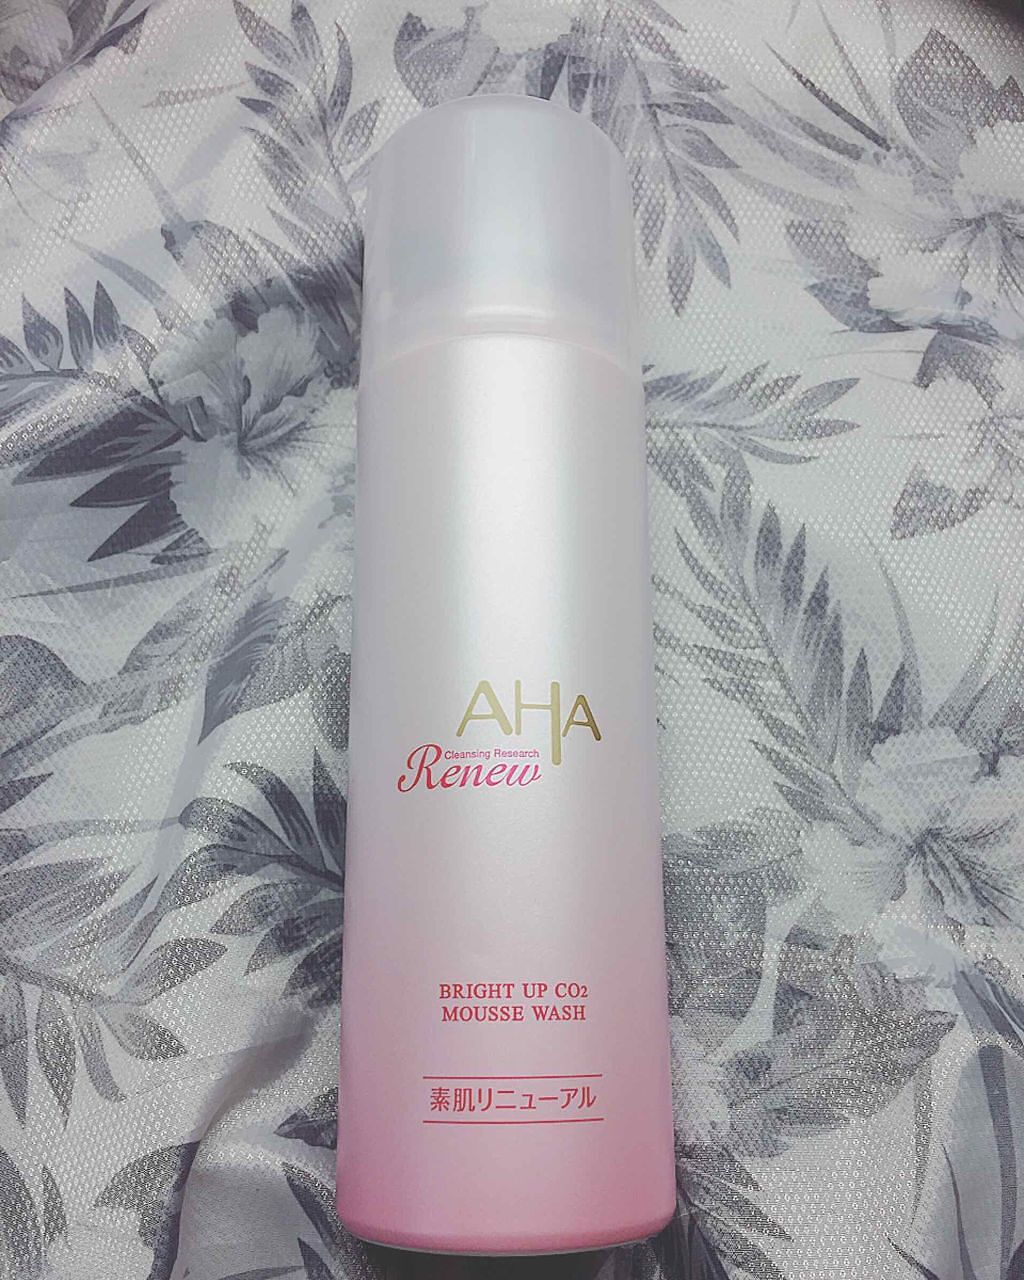 AHA
Cleansing Research
Renew
BRIGHT UP CO2
MOUSSE WASH
素肌リニューアル